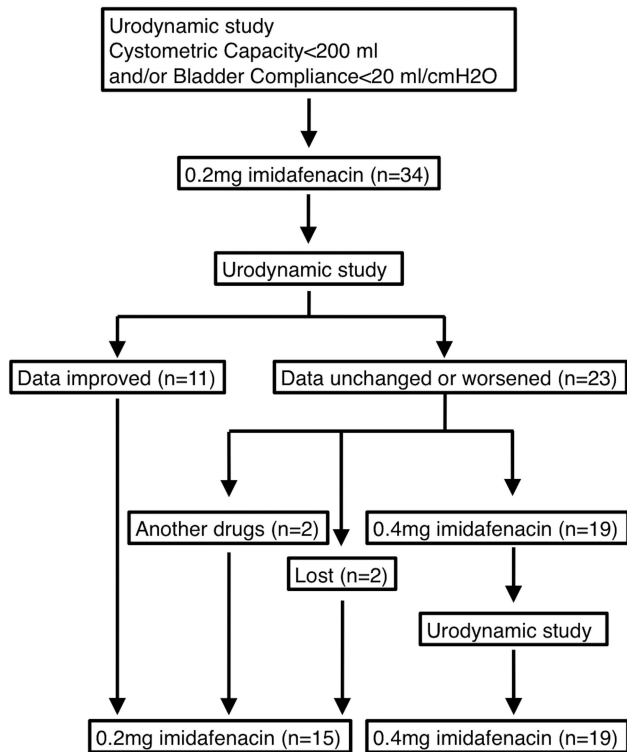 Urodynamic study
Cystometric Capacity<200 ml
and/or Bladder Compliance<20 ml/cmH2O
0.2mg imidafenacin (n=34)
Urodynamic study
Data improved (n=11)
Data unchanged or worsened (n=23)
Another drugs (n=2)
0.4mg imidafenacin (n=19)
Lost (n=2)
Urodynamic study
0.2mg imidafenacin (n=15)
0.4mg imidafenacin (n=19)